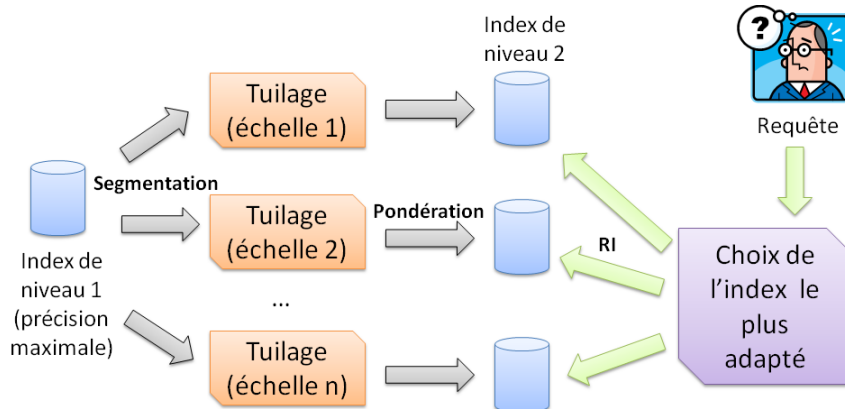 Index de
niveau 2
?
Tuilage
(échelle 1)
Requête
Segmentation
Tuilage
(échelle 2)
Pondération
RI
Index de
niveau 1
(précision
maximale)
...
Choix de
l'index le
plus
adapté
Tuilage
(échelle n)